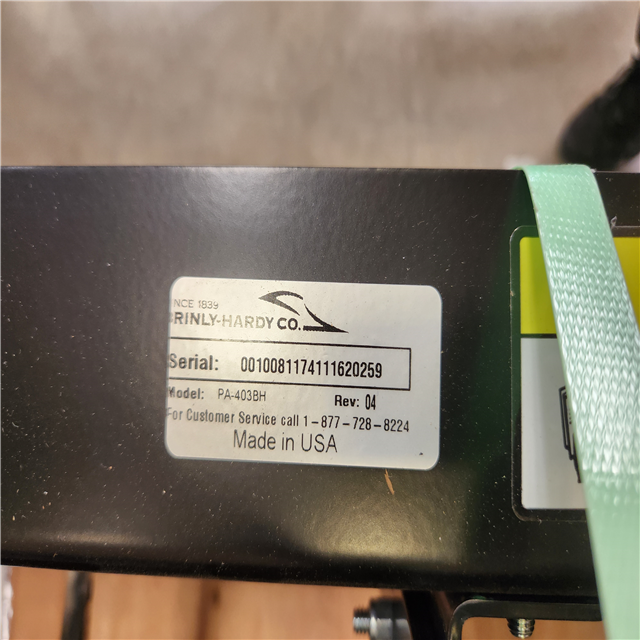 NCE 1839
RINLY-HARDY CO.
Serial: 0010081174111620259
Model: PA-403BH Rev: 04
For Customer Service call 1-877-728-8224
Made in USA